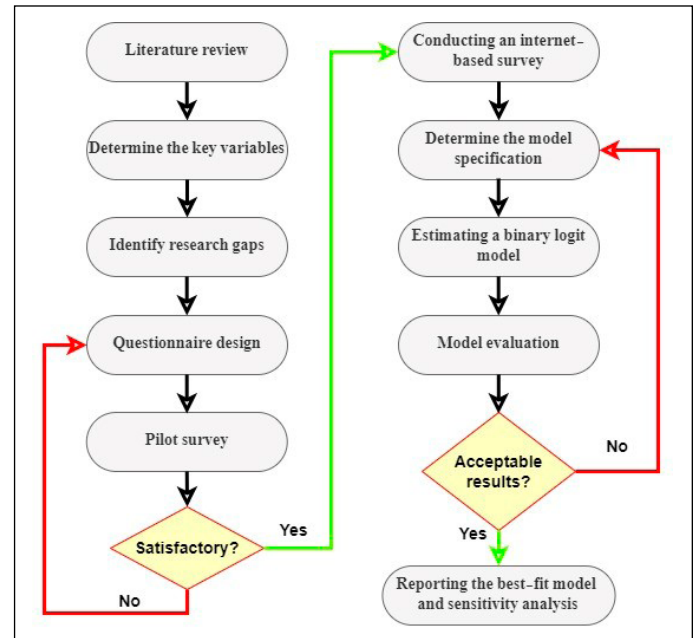 Literature review
Determine the key variables
Identify research gaps
Questionnaire design
Pilot survey
Satisfactory?
Yes
No
Conducting an internet-
based survey
Determine the model
specification
Estimating a binary logit
model
Model evaluation
Acceptable
results?
No
Yes
Reporting the best-fit model
and sensitivity analysis